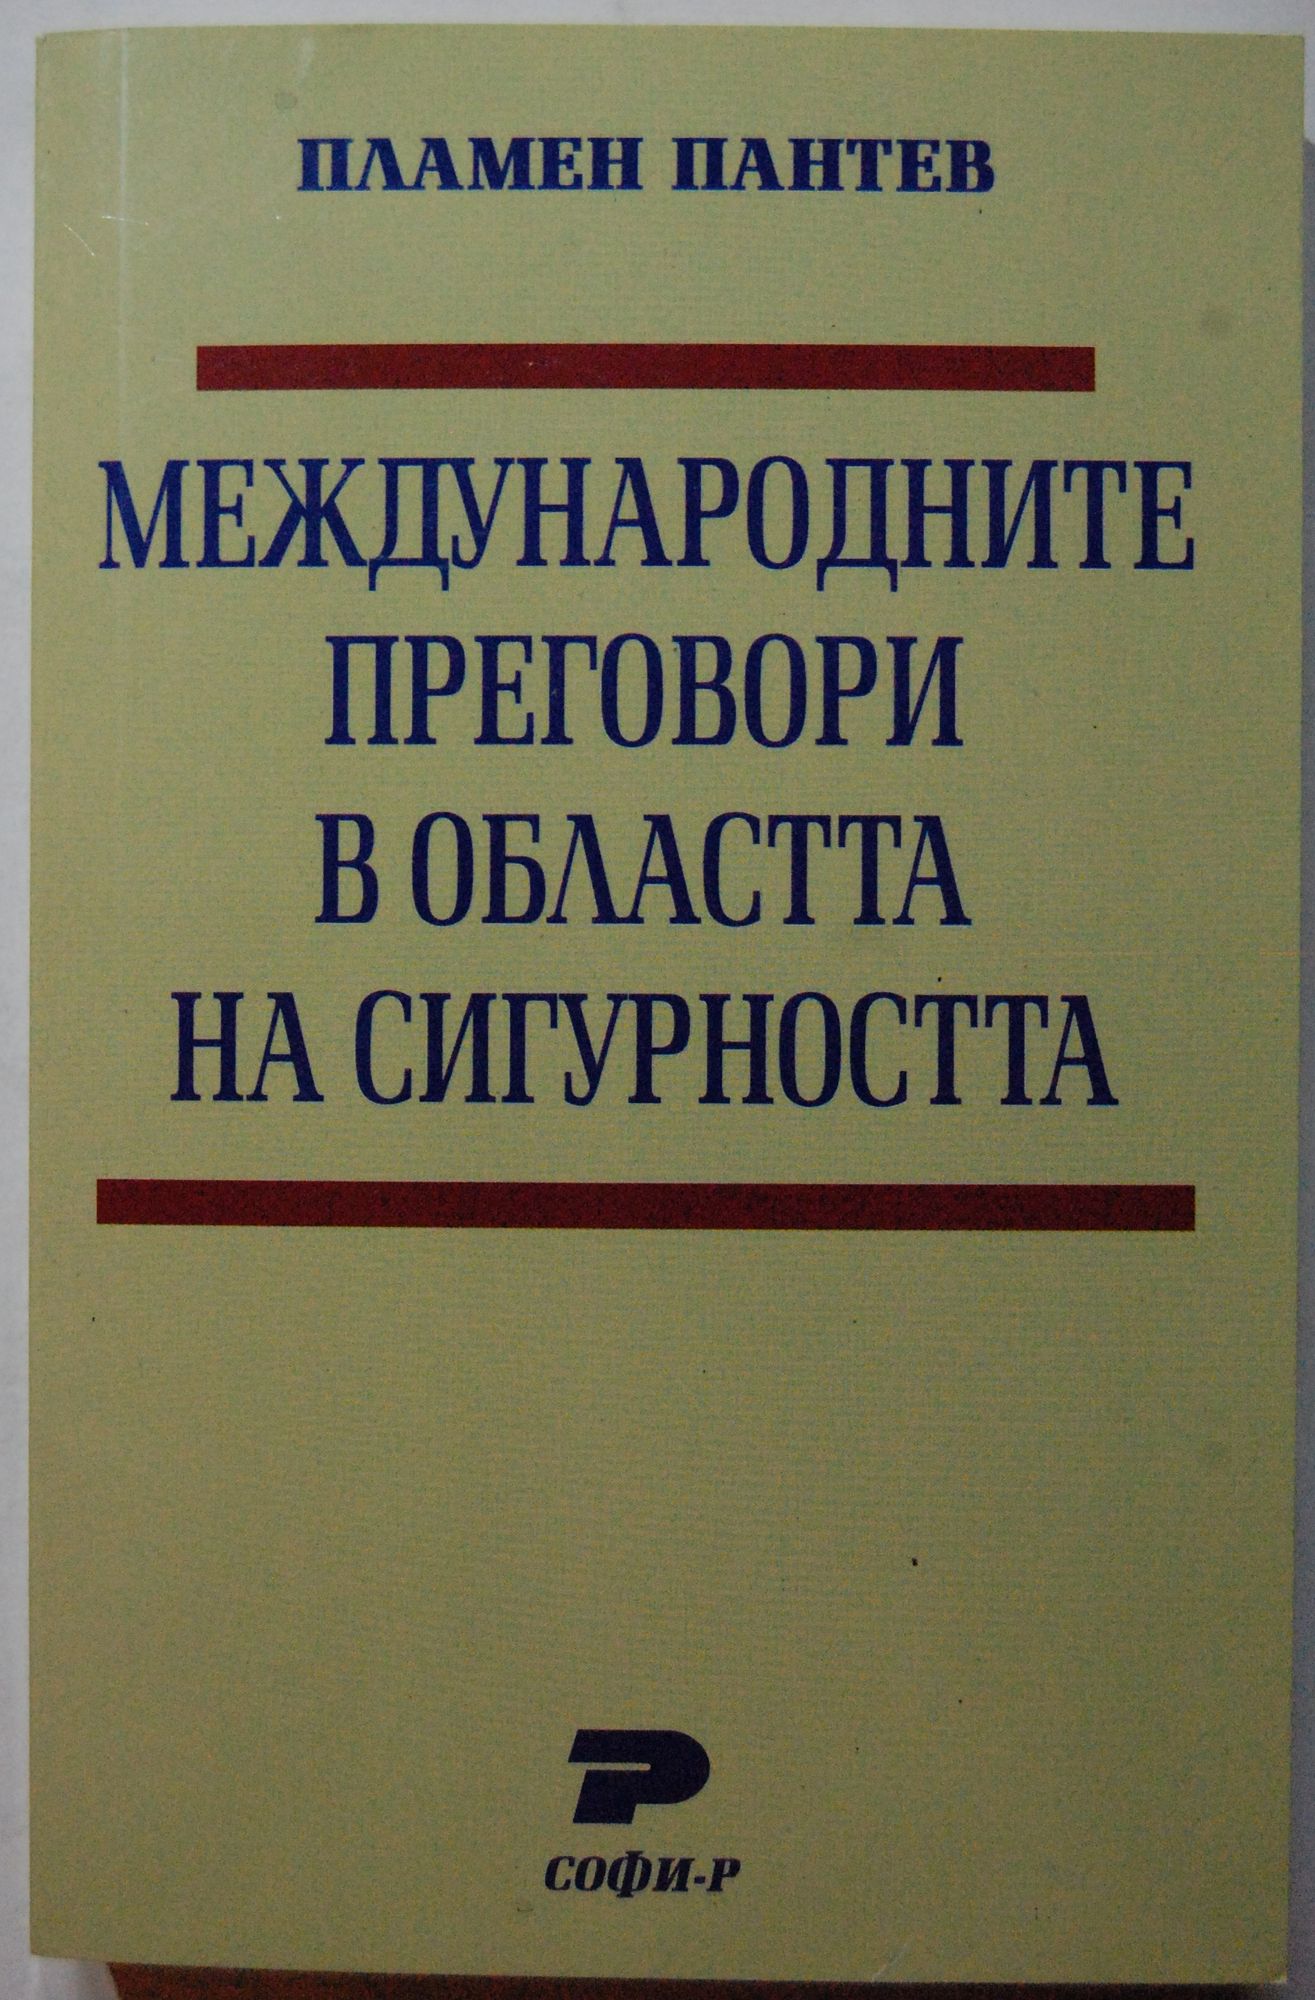 ПЛАМЕН ПАНТЕВ
МЕЖДУНАРОДНИТЕ
ПРЕГОВОРИ
В ОБЛАСТТА
НА СИГУРНОСТТА
Р
СОФИ-Р